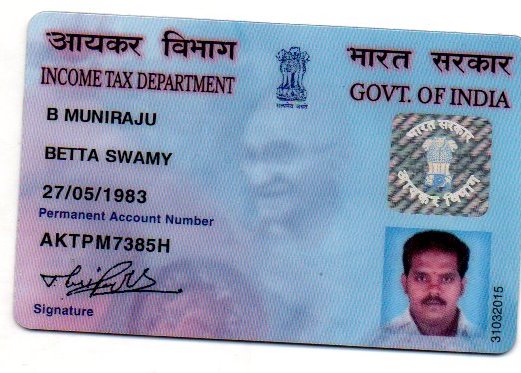 आयकर विभाग
INCOME TAX DEPARTMENT
भारत सरकार
GOVT. OF INDIA
B MUNIRAJU
BETTA SWAMY
27/05/1983
Permanent Account Number
AKTPM7385H
Signature
सत्यमेव जयते
भारत सरकार
आयकर विभाग
31032015